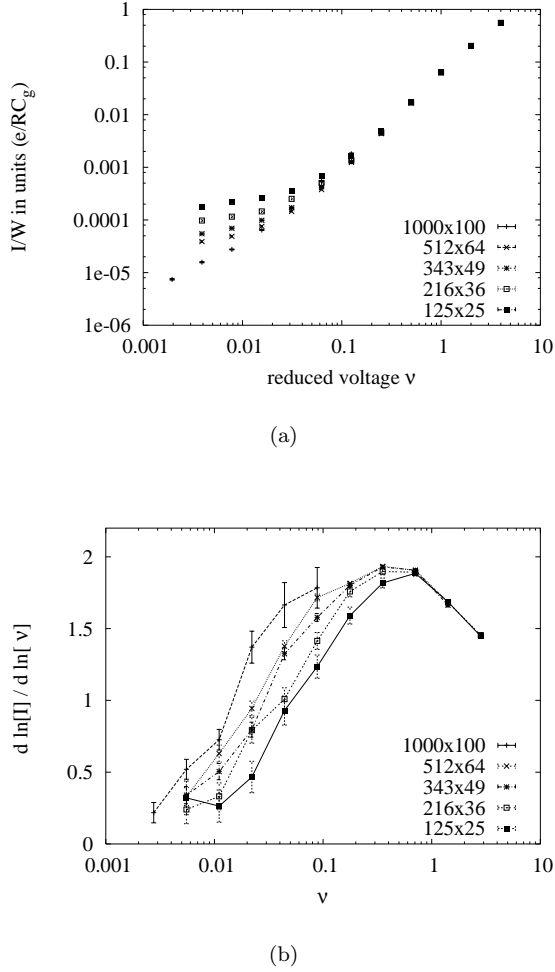 1
0.1
0.01
0.001
0.0001
1e-05
1e-06
I/W in units (e/RC_g)
1000x100
512x64
343x49
216x36
125x25
0.001 0.01 0.1 1 10
reduced voltage ν
(a)
2
1.5
1
0.5
0
d ln[I] / d ln[ ν]
1000x100
512x64
343x49
216x36
125x25
0.001 0.01 0.1 1 10
ν
(b)